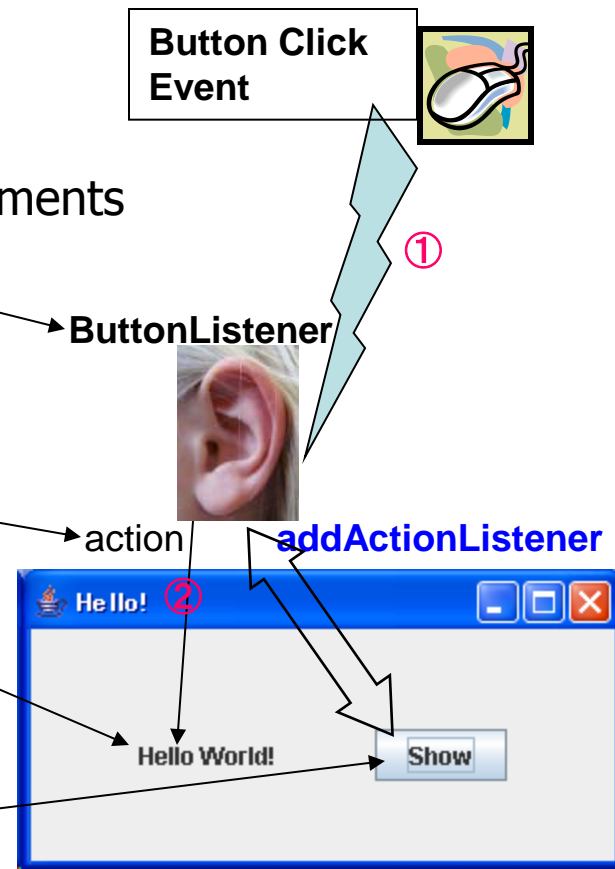 Button Click
Event
ments
①
ButtonListener
action
addActionListener
Hello!
②
Hello World!
Show